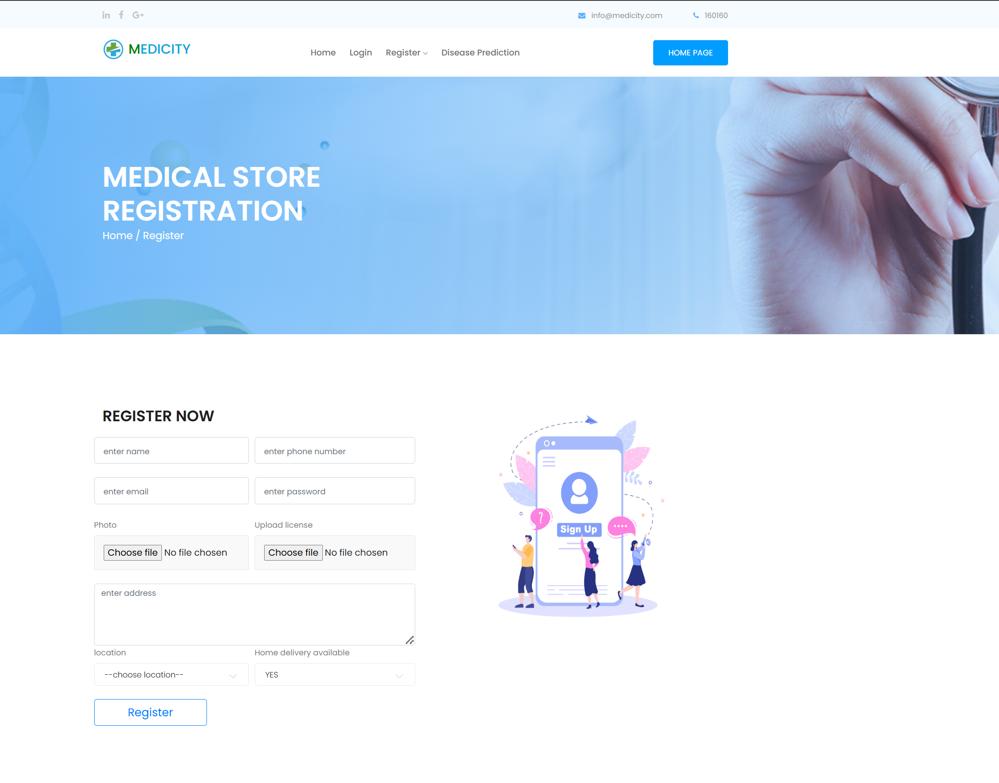 info@medicity.com 160160
MEDICITY Home Login Register Disease Prediction HOME PAGE
MEDICAL STORE
REGISTRATION
Home / Register
REGISTER NOW
enter name enter phone number
enter email enter password
Photo Upload license
Choose file No file chosen Choose file No file chosen
enter address
location Home delivery available
--choose location-- YES
Register
?
Sign Up